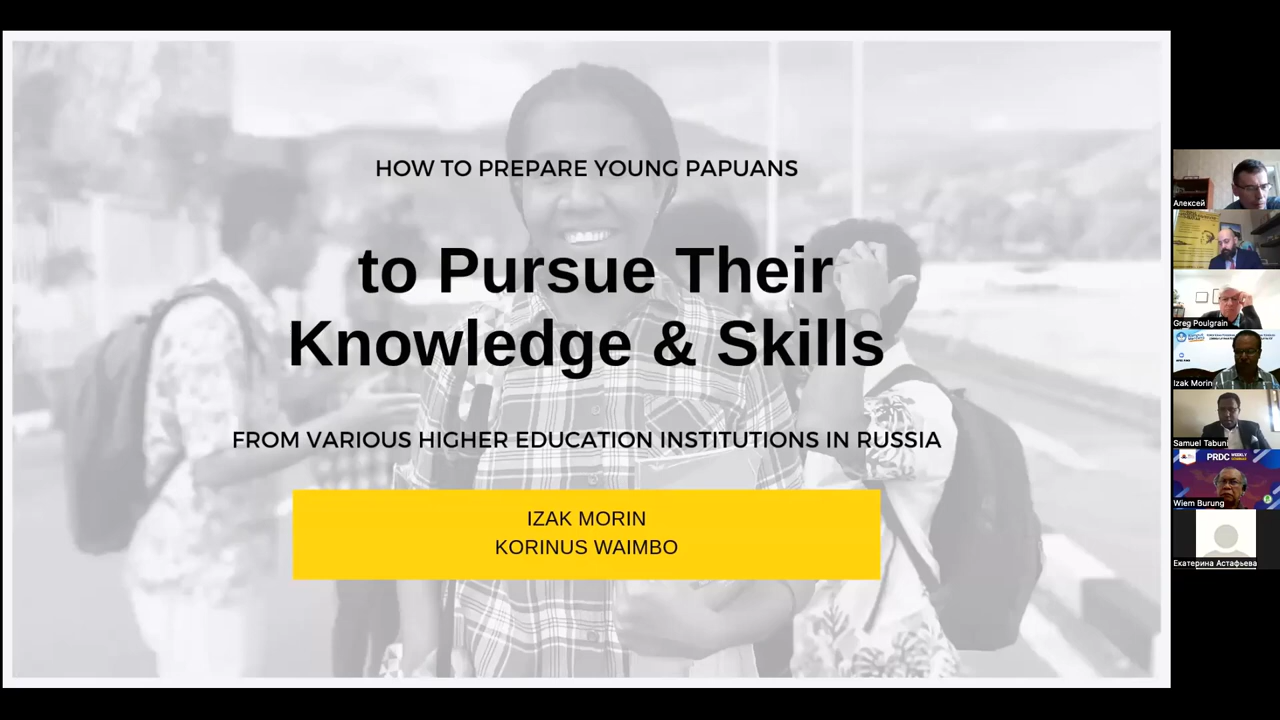 HOW TO PREPARE YOUNG PAPUANS
to Pursue Their
Knowledge & Skills
FROM VARIOUS HIGHER EDUCATION INSTITUTIONS IN RUSSIA
IZAK MORIN
KORINUS WAIMBO
Алексей
Greg Poulgrain
Izak Morin
Samuel Tabuni
PRDC WEEKLY
Wiem Burung
Екатерина Астафьева